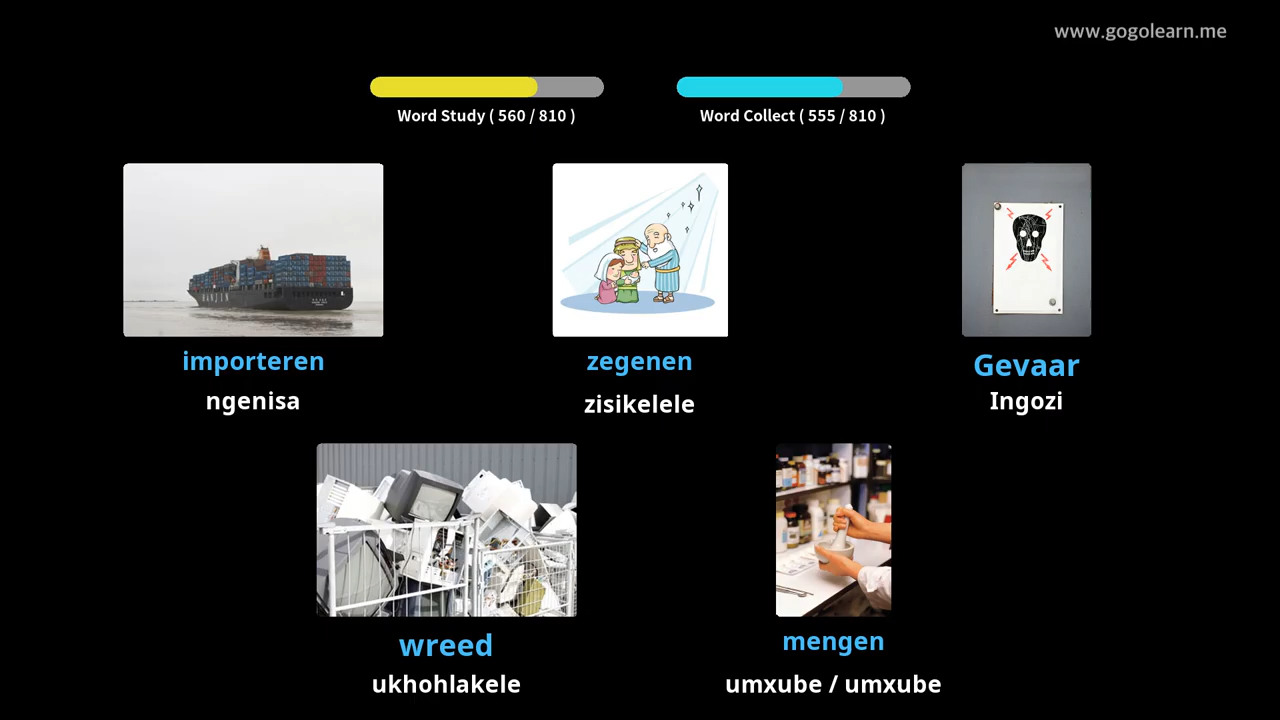 www.gogolearn.me
Word Study ( 560 / 810 )
Word Collect ( 555 / 810 )
importeren
ngenisa
zegenen
zisikelele
Gevaar
Ingozi
wreed
ukhohlakele
mengen
umxube / umxube